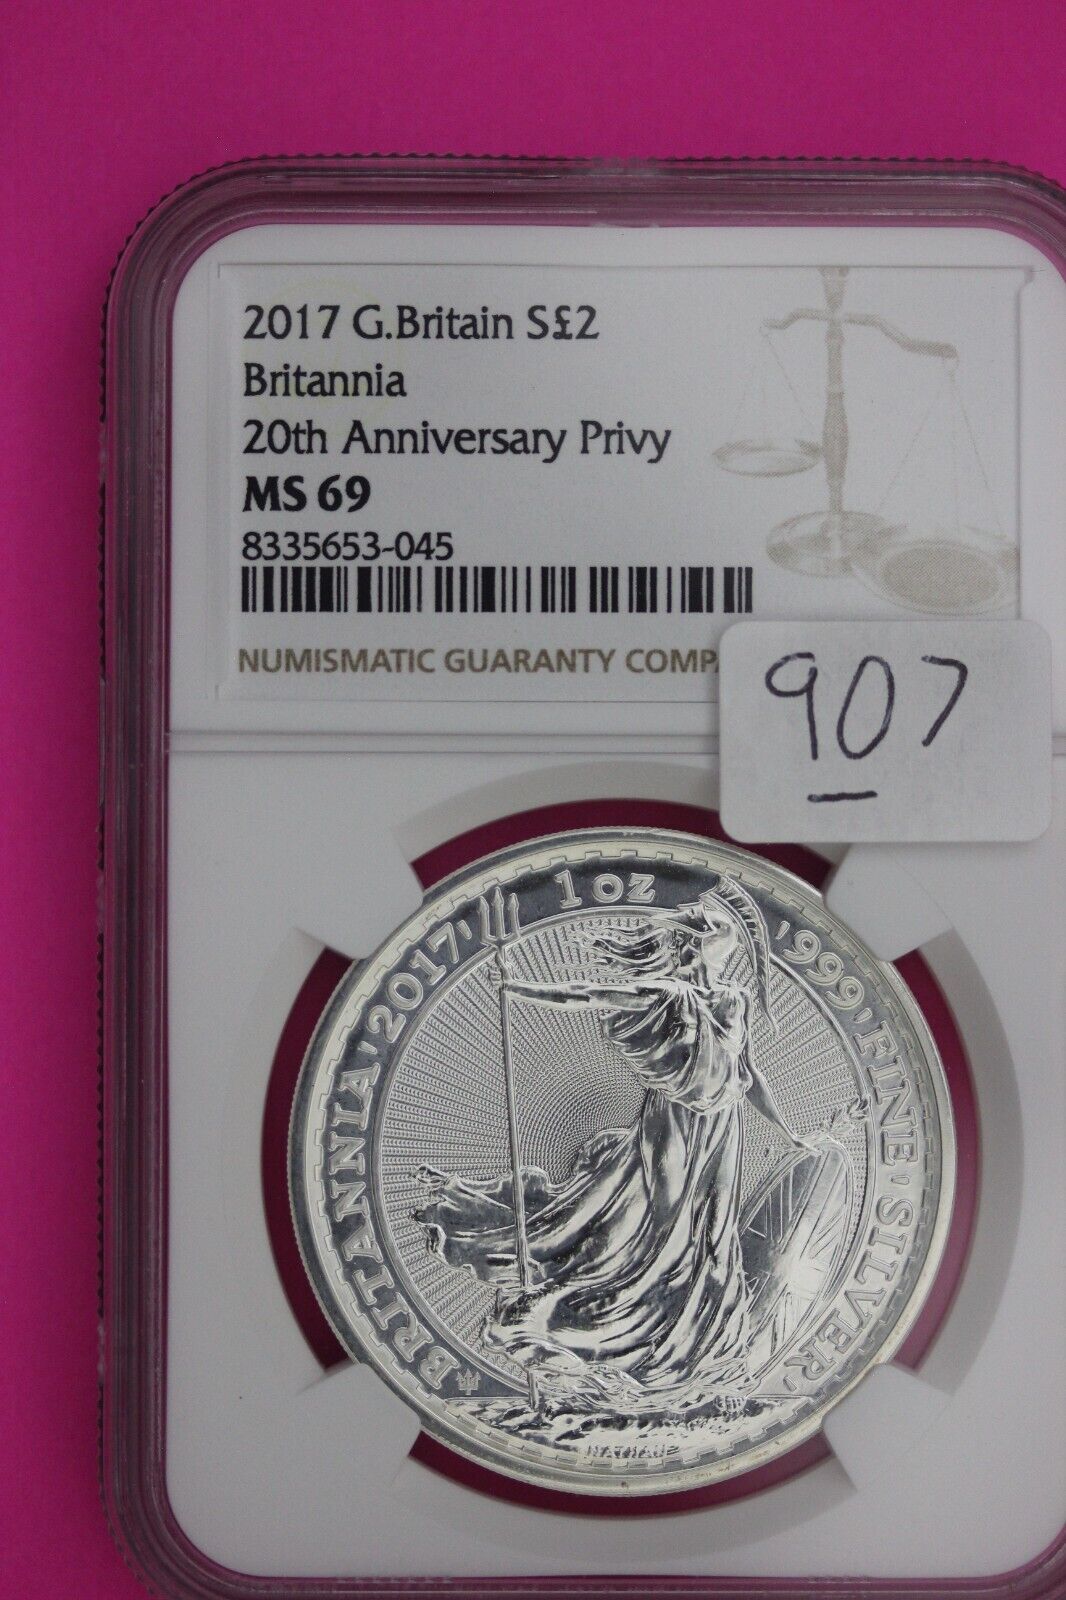 2017 G.Britain S£2
Britannia
20th Anniversary Privy
MS 69
8335653-045
NUMISMATIC GUARANTY
907
BRITANNIA · 2017 · 1 OZ · 999 · FINE · SILVER ·
NATHAN